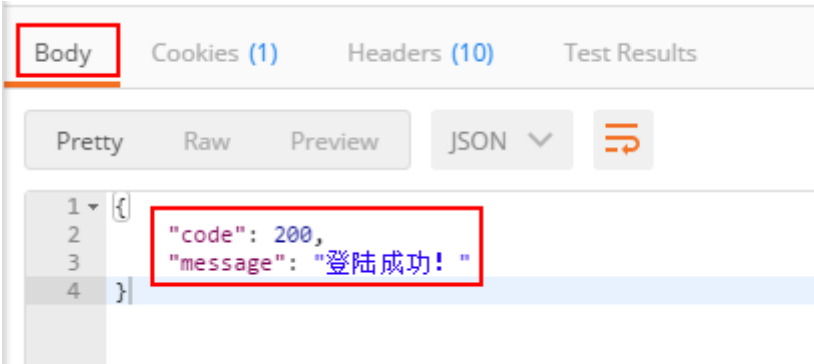 Body Cookies (1) Headers (10) Test Results
Pretty Raw Preview JSON
1 {
2 "code": 200,
3 "message": "登陆成功! "
4 }